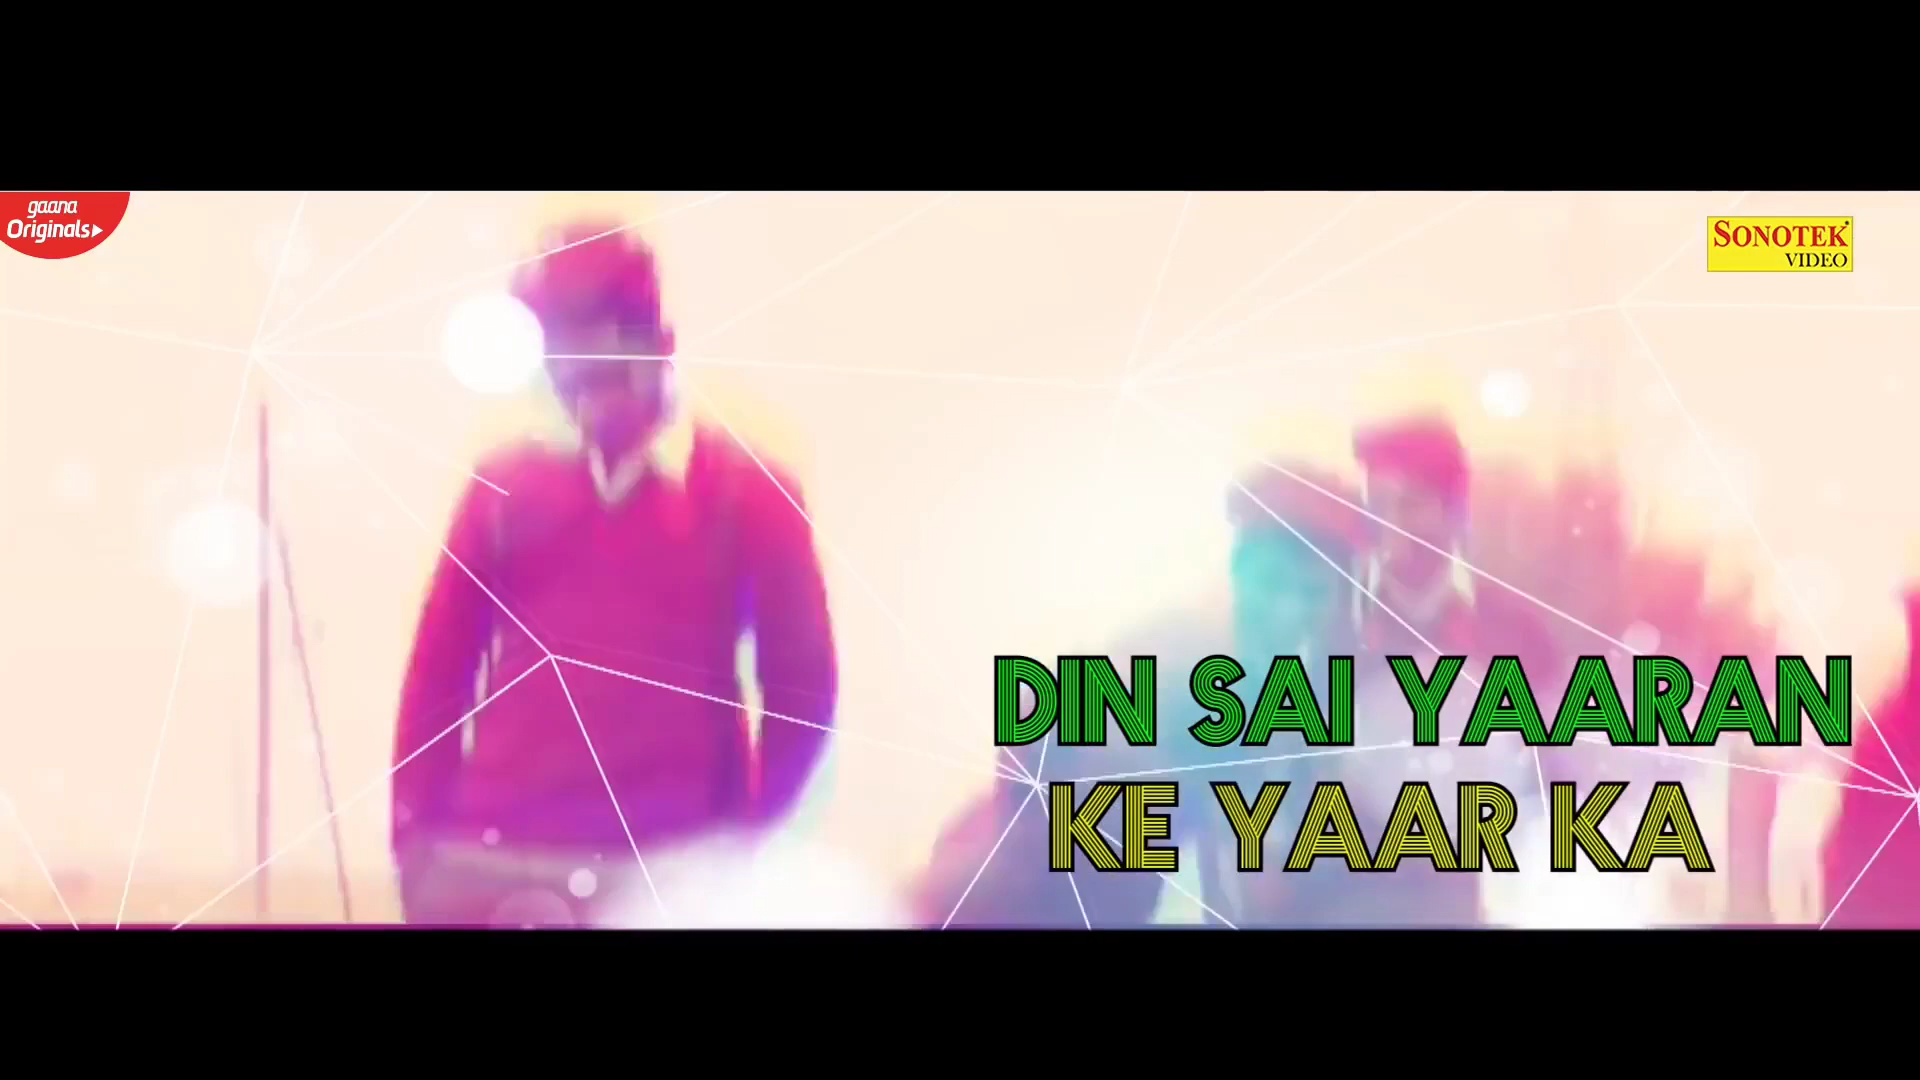 gaana
Originals
SONOTEK
VIDEO
DIN SAI YAARAN
KE YAAR KA